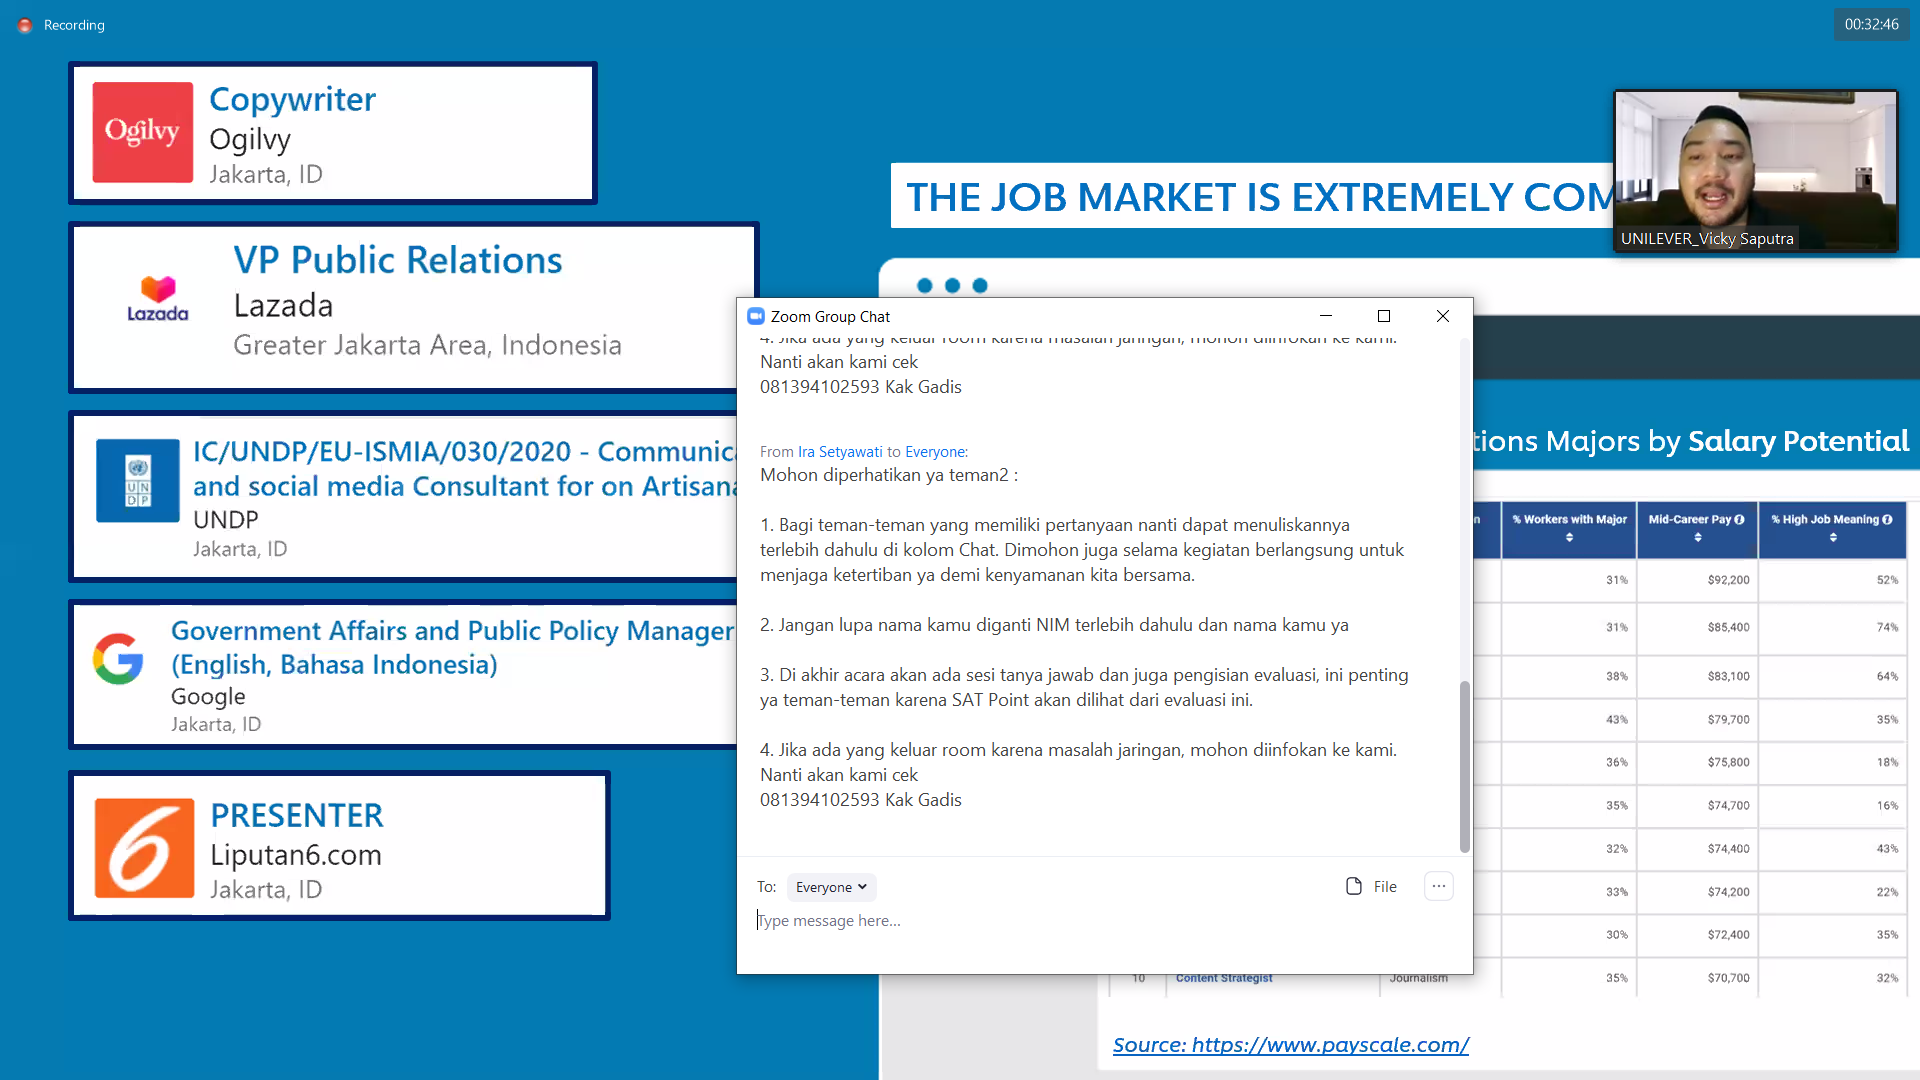 Recording
00:32:46
Ogilvy
Copywriter
Ogilvy
Jakarta, ID
Lazada
VP Public Relations
Lazada
Greater Jakarta Area, Indonesia
UN
DP
IC/UNDP/EU-ISMIA/030/2020 - Communic
and social media Consultant for on Artisan
UNDP
Jakarta, ID
Government Affairs and Public Policy Manager
(English, Bahasa Indonesia)
Google
Jakarta, ID
6
PRESENTER
Liputan6.com
Jakarta, ID
THE JOB MARKET IS EXTREMELY COM
UNILEVER_Vicky Saputra
Zoom Group Chat
4. Jika ada yang keluar room karena masalah jaringan, mohon diinfokan ke kami.
Nanti akan kami cek
081394102593 Kak Gadis
From Ira Setyawati to Everyone:
Mohon diperhatikan ya teman2 :
1. Bagi teman-teman yang memiliki pertanyaan nanti dapat menuliskannya
terlebih dahulu di kolom Chat. Dimohon juga selama kegiatan berlangsung untuk
menjaga ketertiban ya demi kenyamanan kita bersama.
2. Jangan lupa nama kamu diganti NIM terlebih dahulu dan nama kamu ya
3. Di akhir acara akan ada sesi tanya jawab dan juga pengisian evaluasi, ini penting
ya teman-teman karena SAT Point akan dilihat dari evaluasi ini.
4. Jika ada yang keluar room karena masalah jaringan, mohon diinfokan ke kami.
Nanti akan kami cek
081394102593 Kak Gadis
To: Everyone
File
Type message here...
tions Majors by Salary Potential
n % Workers with Major Mid-Career Pay % High Job Meaning
31% $92,200 52%
31% $85,400 74%
38% $83,100 64%
43% $79,700 35%
36% $75,800 18%
35% $74,700 16%
32% $74,400 43%
33% $74,200 22%
30% $72,400 35%
10 Content Strategist Journalism 35% $70,700 32%
Source: https://www.payscale.com/